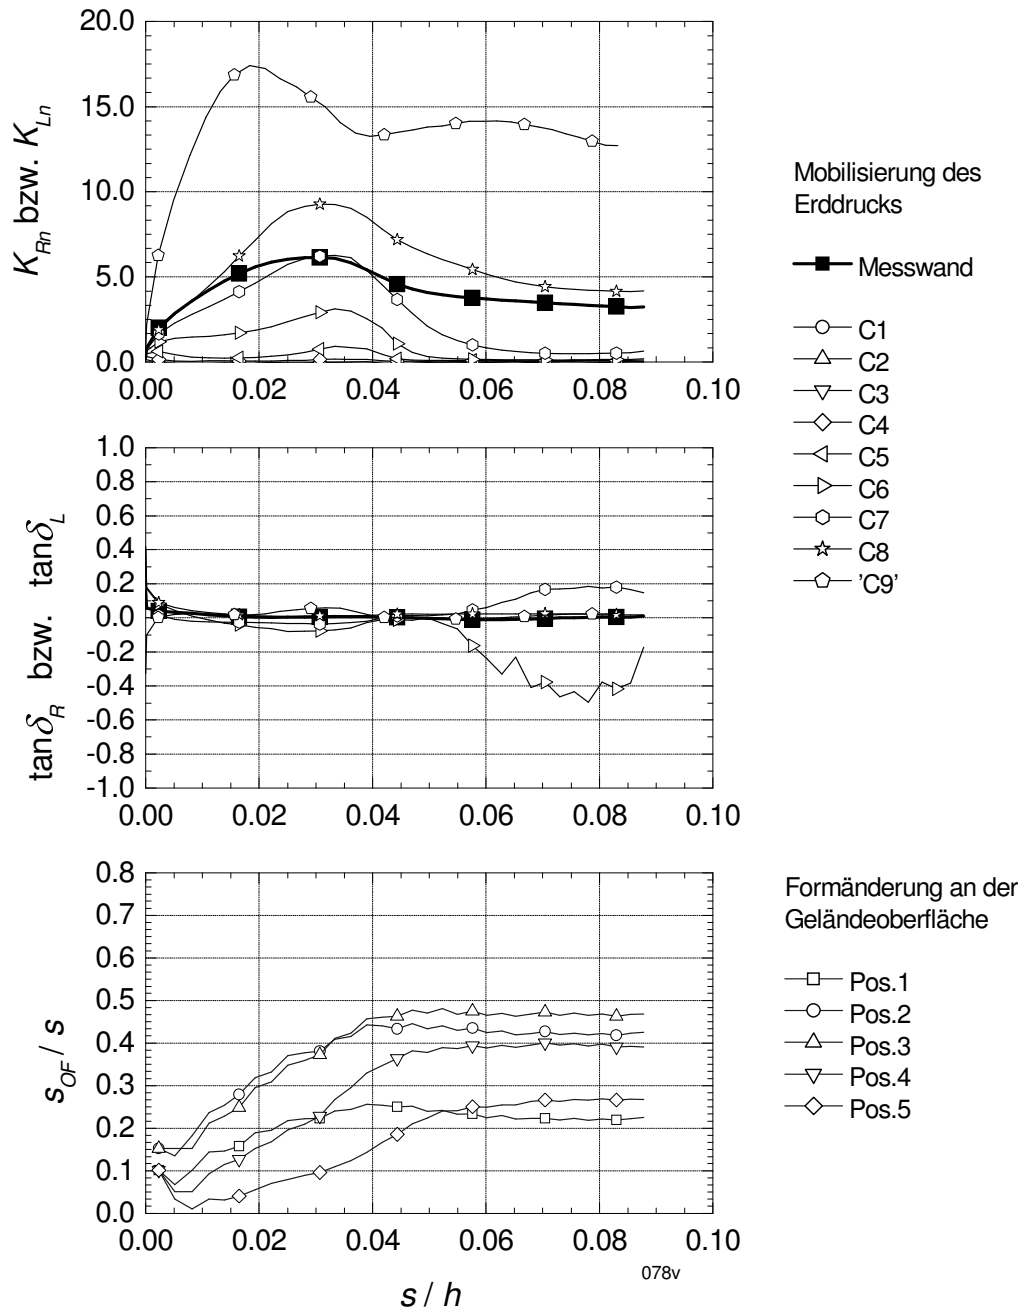 20.0
15.0
10.0
5.0
0.0
K_Rn bzw. K_Ln
0.00 0.02 0.04 0.06 0.08 0.10
Mobilisierung des
Erddrucks
Messwand
C1
C2
C3
C4
C5
C6
C7
C8
'C9'
1.0
0.8
0.6
0.4
0.2
0.0
-0.2
-0.4
-0.6
-0.8
-1.0
tanδ_R bzw. tanδ_L
0.00 0.02 0.04 0.06 0.08 0.10
0.8
0.7
0.6
0.5
0.4
0.3
0.2
0.1
0.0
s_OF / s
0.00 0.02 0.04 0.06 0.08 0.10
s / h
078v
Formänderung an der
Geländeoberfläche
Pos.1
Pos.2
Pos.3
Pos.4
Pos.5